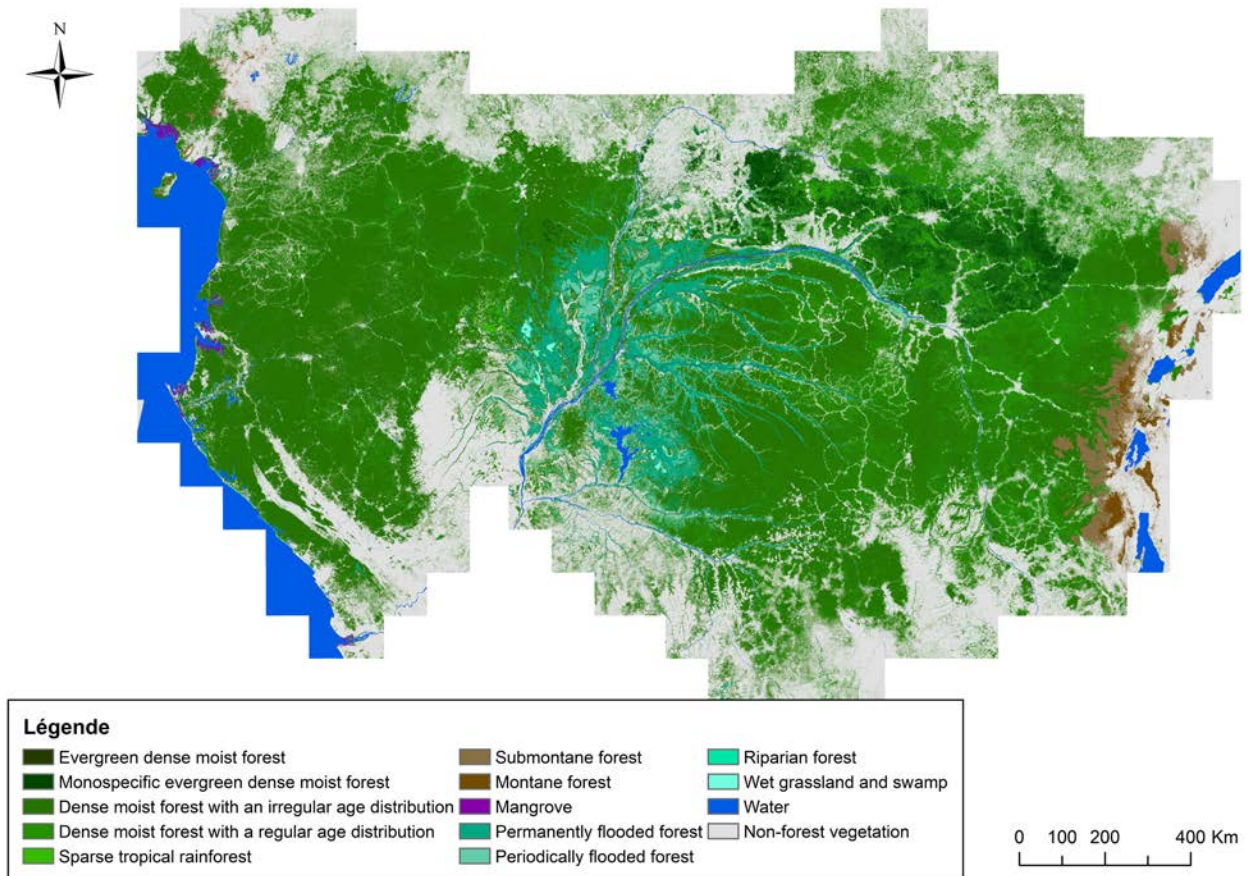 N
Légende
Evergreen dense moist forest
Monospecific evergreen dense moist forest
Dense moist forest with an irregular age distribution
Dense moist forest with a regular age distribution
Sparse tropical rainforest
Submontane forest
Montane forest
Mangrove
Permanently flooded forest
Periodically flooded forest
Riparian forest
Wet grassland and swamp
Water
Non-forest vegetation
0 100 200 400 Km